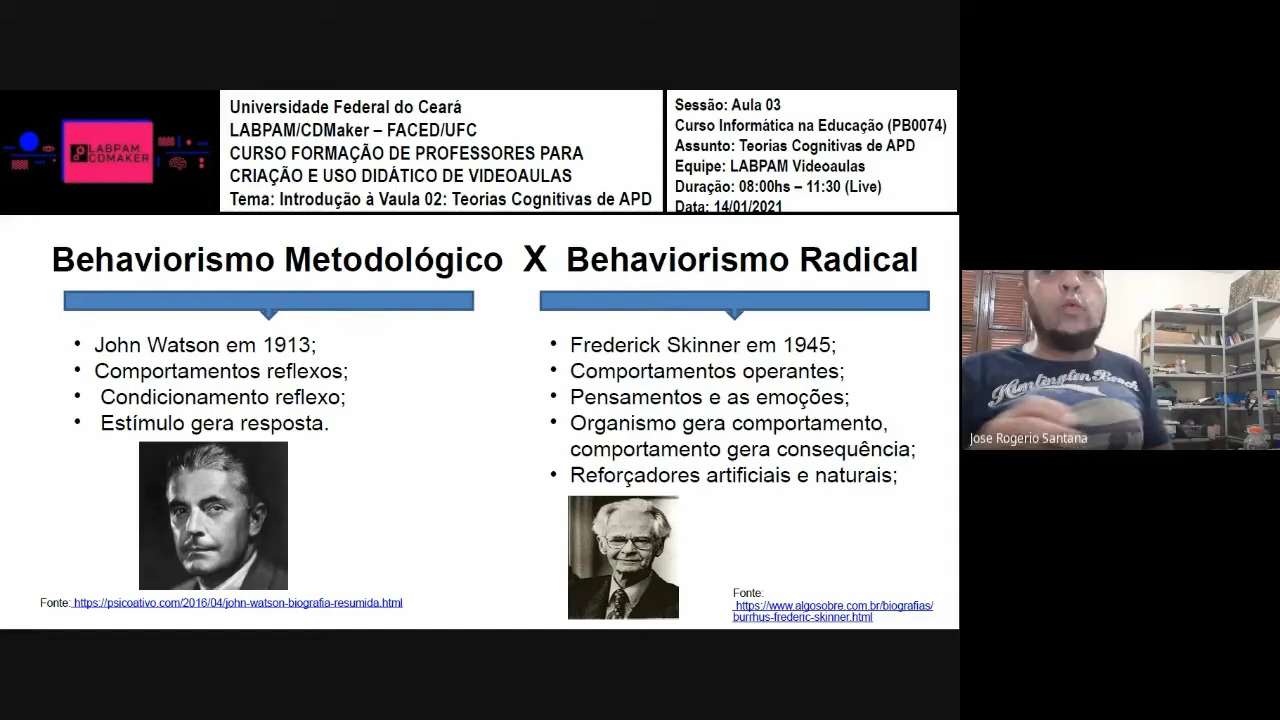 LABPAM
CDMAKER
Universidade Federal do Ceará
LABPAM/CDMaker – FACED/UFC
CURSO FORMAÇÃO DE PROFESSORES PARA
CRIAÇÃO E USO DIDÁTICO DE VIDEOAULAS
Tema: Introdução à Vaula 02: Teorias Cognitivas de APD
Sessão: Aula 03
Curso Informática na Educação (PB0074)
Assunto: Teorias Cognitivas de APD
Equipe: LABPAM Videoaulas
Duração: 08:00hs – 11:30 (Live)
Data: 14/01/2021
Behaviorismo Metodológico X Behaviorismo Radical
• John Watson em 1913;
• Comportamentos reflexos;
• Condicionamento reflexo;
• Estímulo gera resposta.
Fonte: https://psicoativo.com/2016/04/john-watson-biografia-resumida.html
• Frederick Skinner em 1945;
• Comportamentos operantes;
• Pensamentos e as emoções;
• Organismo gera comportamento,
comportamento gera consequência;
• Reforçadores artificiais e naturais;
Fonte:
https://www.algosobre.com.br/biografias/
burrhus-frederic-skinner.html
Huntington Beach
Jose Rogerio Santana